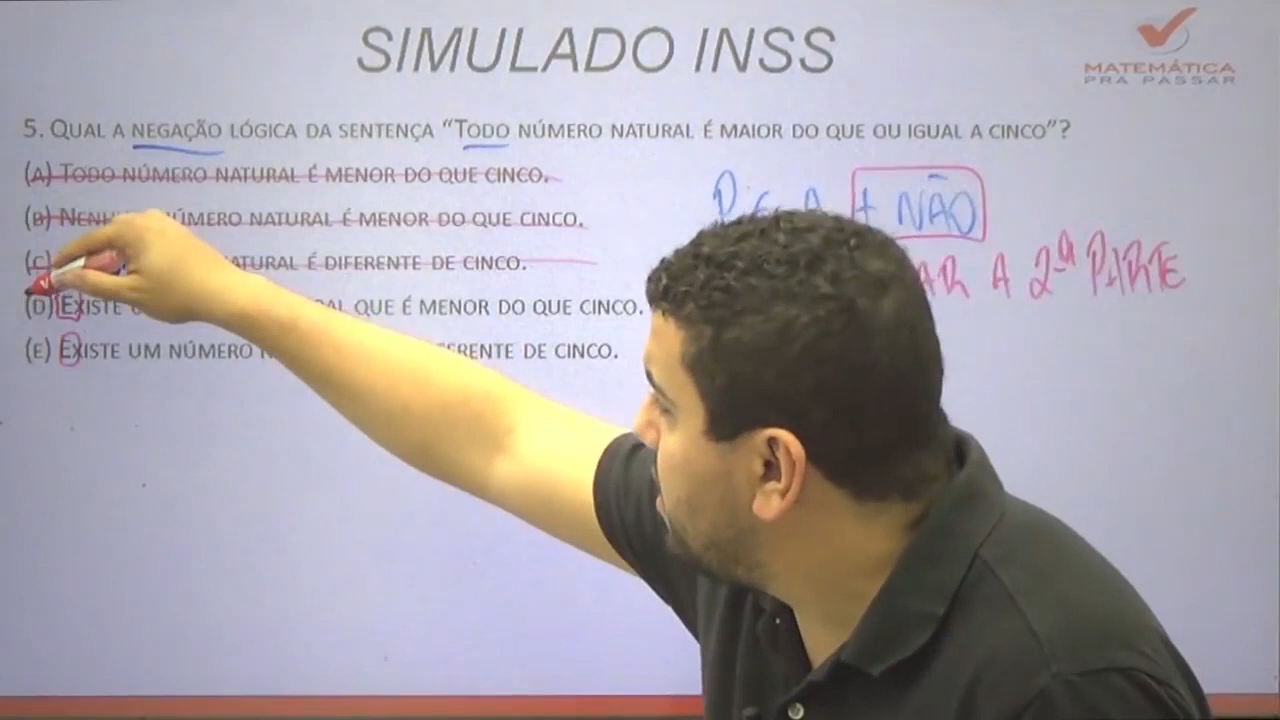 SIMULADO INSS
MATEMÁTICA
PRA PASSAR
5. QUAL A NEGAÇÃO LÓGICA DA SENTENÇA “TODO NÚMERO NATURAL É MAIOR DO QUE OU IGUAL A CINCO”?
(A) TODO NÚMERO NATURAL É MENOR DO QUE CINCO.
(B) NÚMERO NATURAL É MENOR DO QUE CINCO.
(C) É DIFERENTE DE CINCO.
(D) EXISTE QUE É MENOR DO QUE CINCO.
(E) EXISTE UM NÚMERO DE CINCO.
+ NÃO
A 2ª PARTE